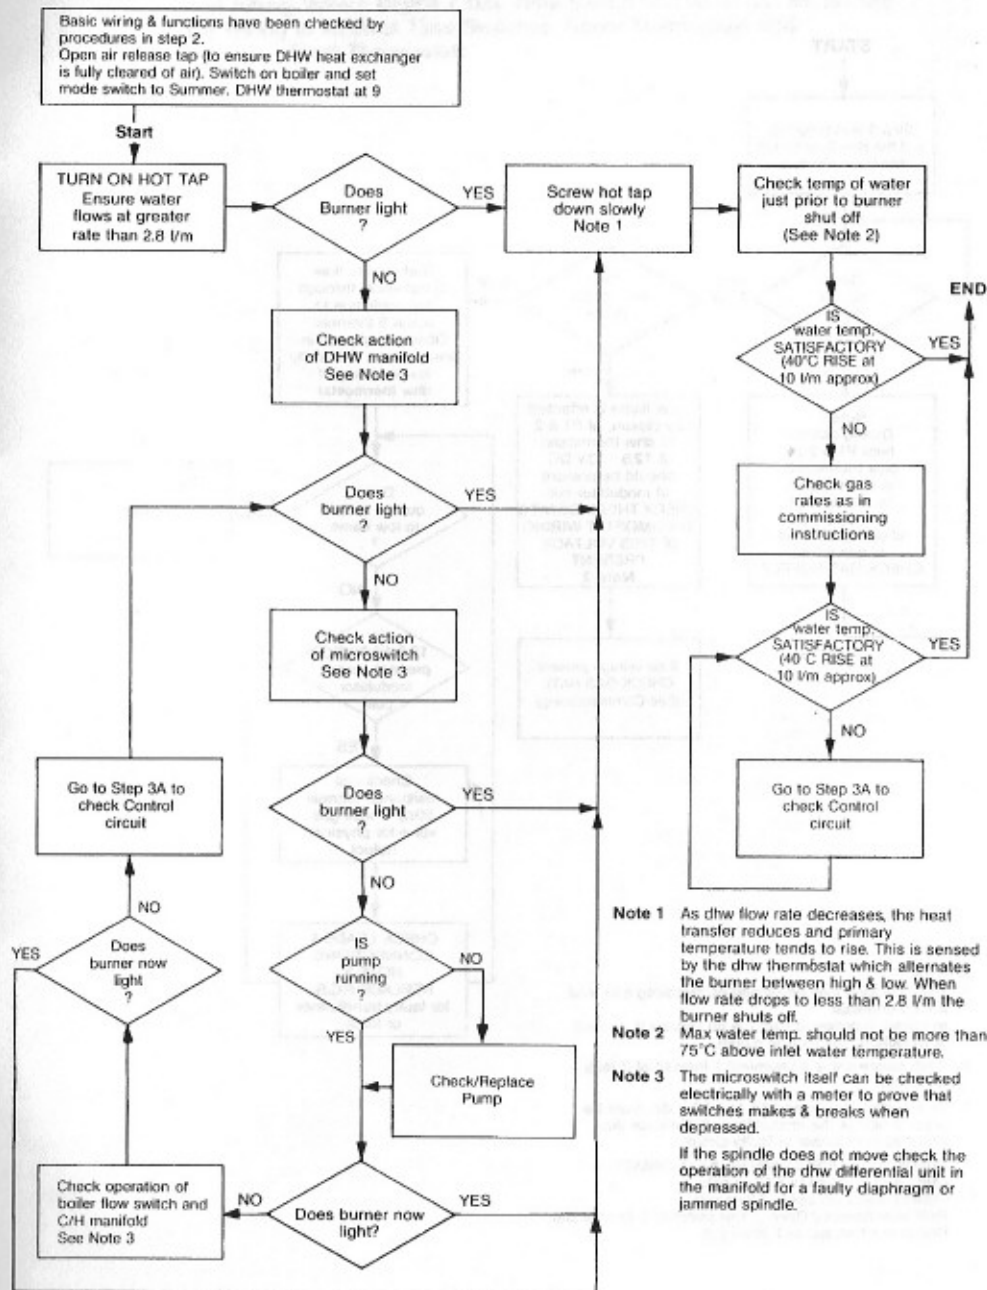 Basic wiring & functions have been checked by
procedures in step 2.
Open air release tap (to ensure DHW heat exchanger
is fully cleared of air). Switch on boiler and set
mode switch to Summer. DHW thermostat at 9
Start
TURN ON HOT TAP
Ensure water
flows at greater
rate than 2.8 l/m
Does
Burner light
?
YES
NO
Screw hot tap
down slowly
Note 1
Check temp of water
just prior to burner
shut off
(See Note 2)
END
IS
water temp.
SATISFACTORY
(40°C RISE at
10 l/m approx)
YES
NO
Check action
of DHW manifold
See Note 3
Does
burner light
?
YES
NO
Check gas
rates as in
commissioning
instructions
Check action
of microswitch
See Note 3
IS
water temp.
SATISFACTORY
(40 C RISE at
10 l/m approx)
YES
NO
Go to Step 3A to
check Control
circuit
Does
burner light
?
YES
NO
Go to Step 3A to
check Control
circuit
NO
YES
Does
burner now
light
?
IS
pump
running
?
NO
YES
Check/Replace
Pump
Check operation of
boiler flow switch and
C/H manifold
See Note 3
NO
Does burner now
light?
YES
Note 1 As dhw flow rate decreases, the heat
transfer reduces and primary
temperature tends to rise. This is sensed
by the dhw thermostat which alternates
the burner between high & low. When
flow rate drops to less than 2.8 l/m the
burner shuts off.
Note 2 Max water temp. should not be more than
75°C above inlet water temperature.
Note 3 The microswitch itself can be checked
electrically with a meter to prove that
switches makes & breaks when
depressed.
If the spindle does not move check the
operation of the dhw differential unit in
the manifold for a faulty diaphragm or
jammed spindle.